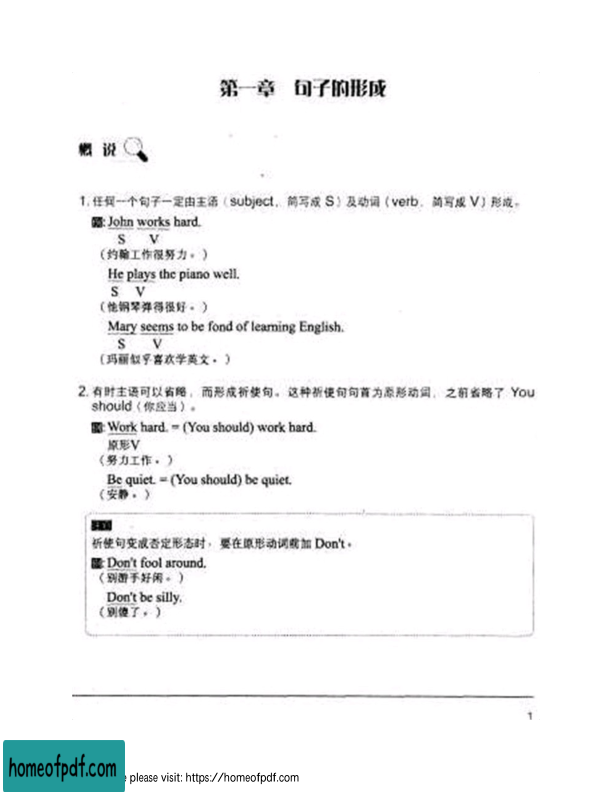 第一章 句子的形成
概 说
1. 任何一个句子一定由主语（subject，简写成 S）及动词（verb，简写成 V）形成。
例: John works hard.
S V
（约翰工作很努力。）
He plays the piano well.
S V
（他钢琴弹得很好。）
Mary seems to be fond of learning English.
S V
（玛丽似乎喜欢学英文。）
2. 有时主语可以省略，而形成祈使句。这种祈使句句首为原形动词，之前省略了 You
should（你应当）。
例: Work hard. = (You should) work hard.
原形V
（努力工作。）
Be quiet. = (You should) be quiet.
（安静。）
注意
祈使句变成否定形态时，要在原形动词前加 Don't。
例: Don't fool around.
（别游手好闲。）
Don't be silly.
（别傻了。）
1
homeofpdf.com
e please visit: https://homeofpdf.com